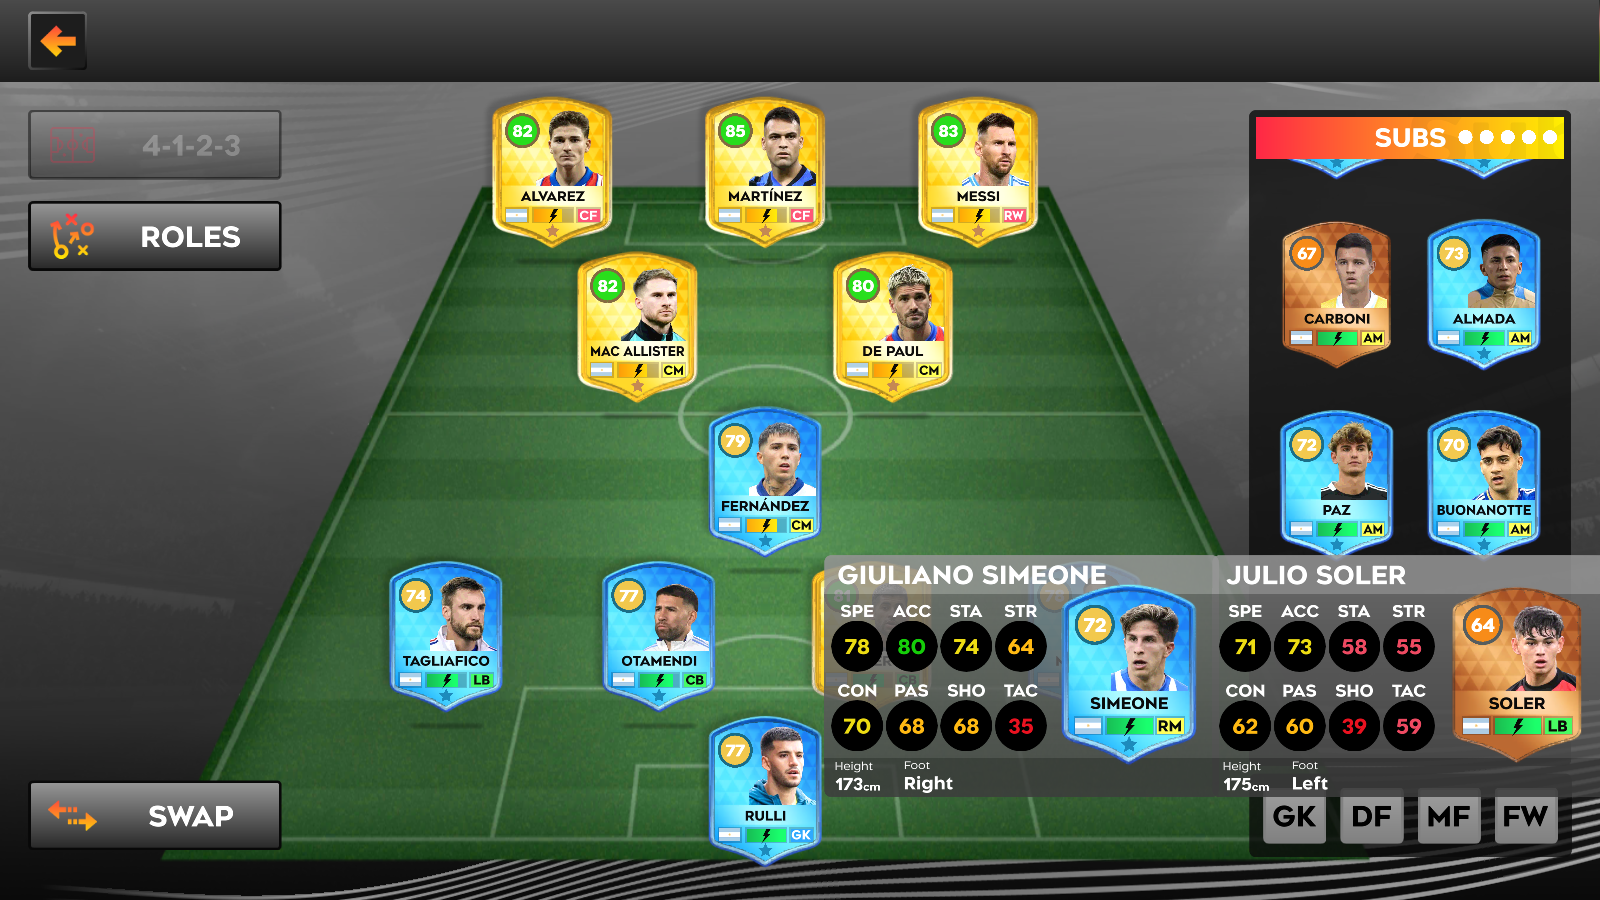 4-1-2-3
ROLES
SWAP
82
ALVAREZ
CF
85
MARTÍNEZ
CF
83
MESSI
RW
82
MAC ALLISTER
CM
80
DE PAUL
CM
79
FERNÁNDEZ
CM
74
TAGLIAFICO
LB
77
OTAMENDI
CB
81
CB
77
RULLI
GK
SUBS
67
CARBONI
AM
73
ALMADA
AM
72
PAZ
AM
70
BUONANOTTE
AM
GIULIANO SIMEONE
SPE ACC STA STR
78 80 74 64
CON PAS SHO TAC
70 68 68 35
Height Foot
173cm Right
72
SIMEONE
RM
JULIO SOLER
SPE ACC STA STR
71 73 58 55
CON PAS SHO TAC
62 60 39 59
Height Foot
175cm Left
64
SOLER
LB
GK DF MF FW